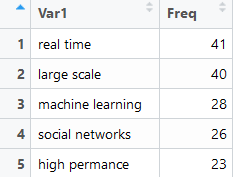 Var1 Freq
1 real time 41
2 large scale 40
3 machine learning 28
4 social networks 26
5 high permance 23